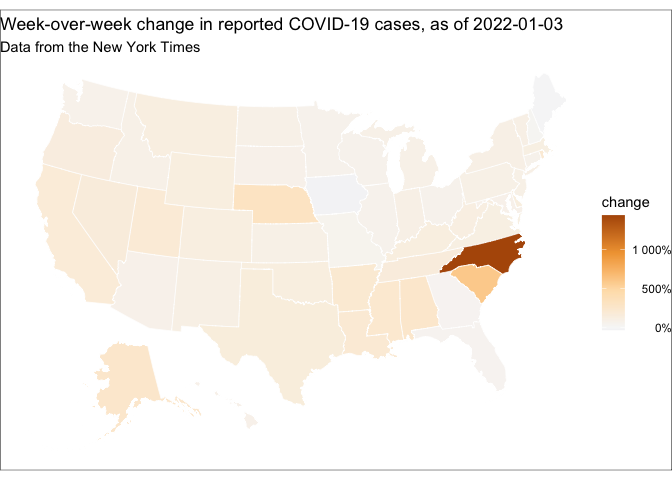 Week-over-week change in reported COVID-19 cases, as of 2022-01-03
Data from the New York Times
change
1 000%
500%
0%